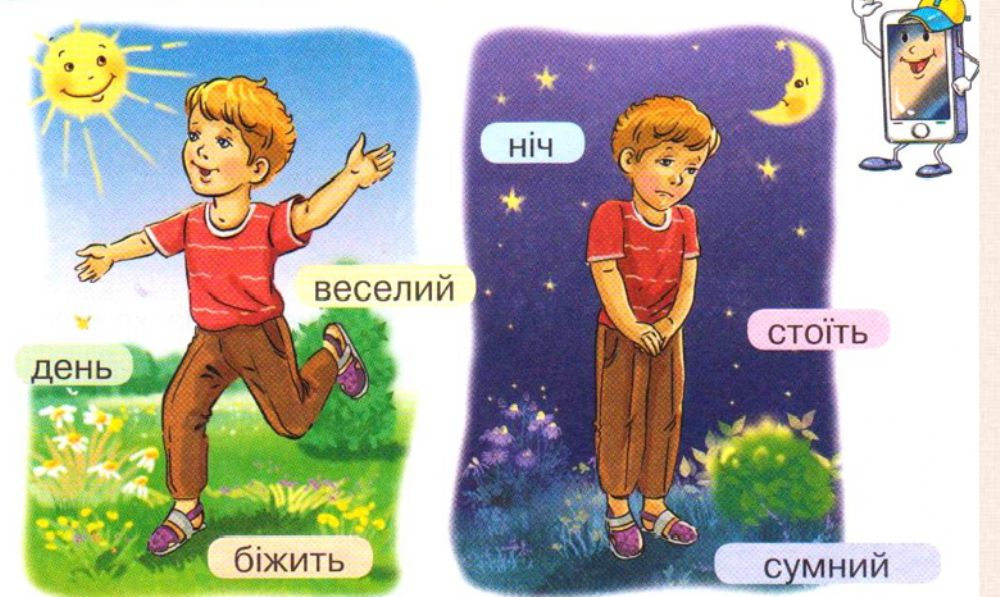 ніч
веселий
стоїть
день
біжить
сумний